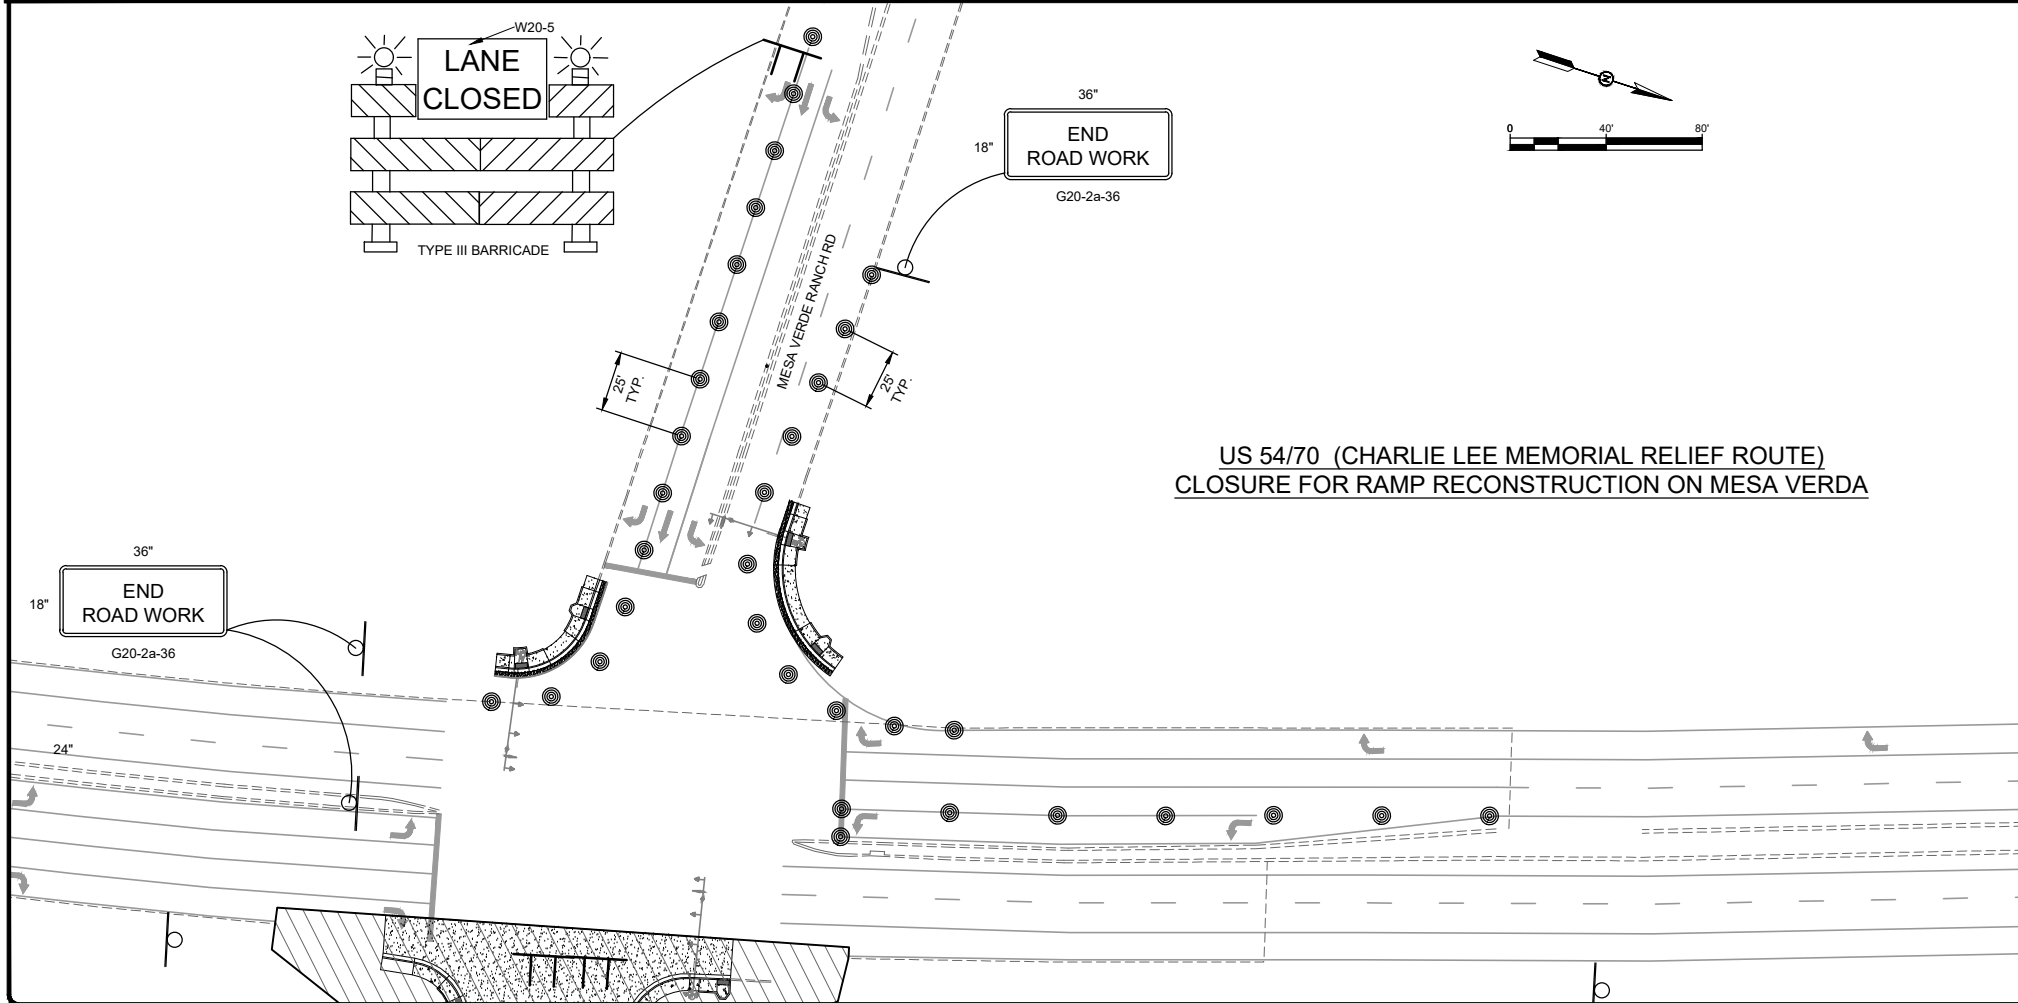 W20-5
LANE
CLOSED
TYPE III BARRICADE
36"
18"
END
ROAD WORK
G20-2a-36
N
0 40' 80'
MESA VERDE RANCH RD
25'
TYP.
25'
TYP.
US 54/70 (CHARLIE LEE MEMORIAL RELIEF ROUTE)
CLOSURE FOR RAMP RECONSTRUCTION ON MESA VERDA
36"
18"
END
ROAD WORK
G20-2a-36
24"